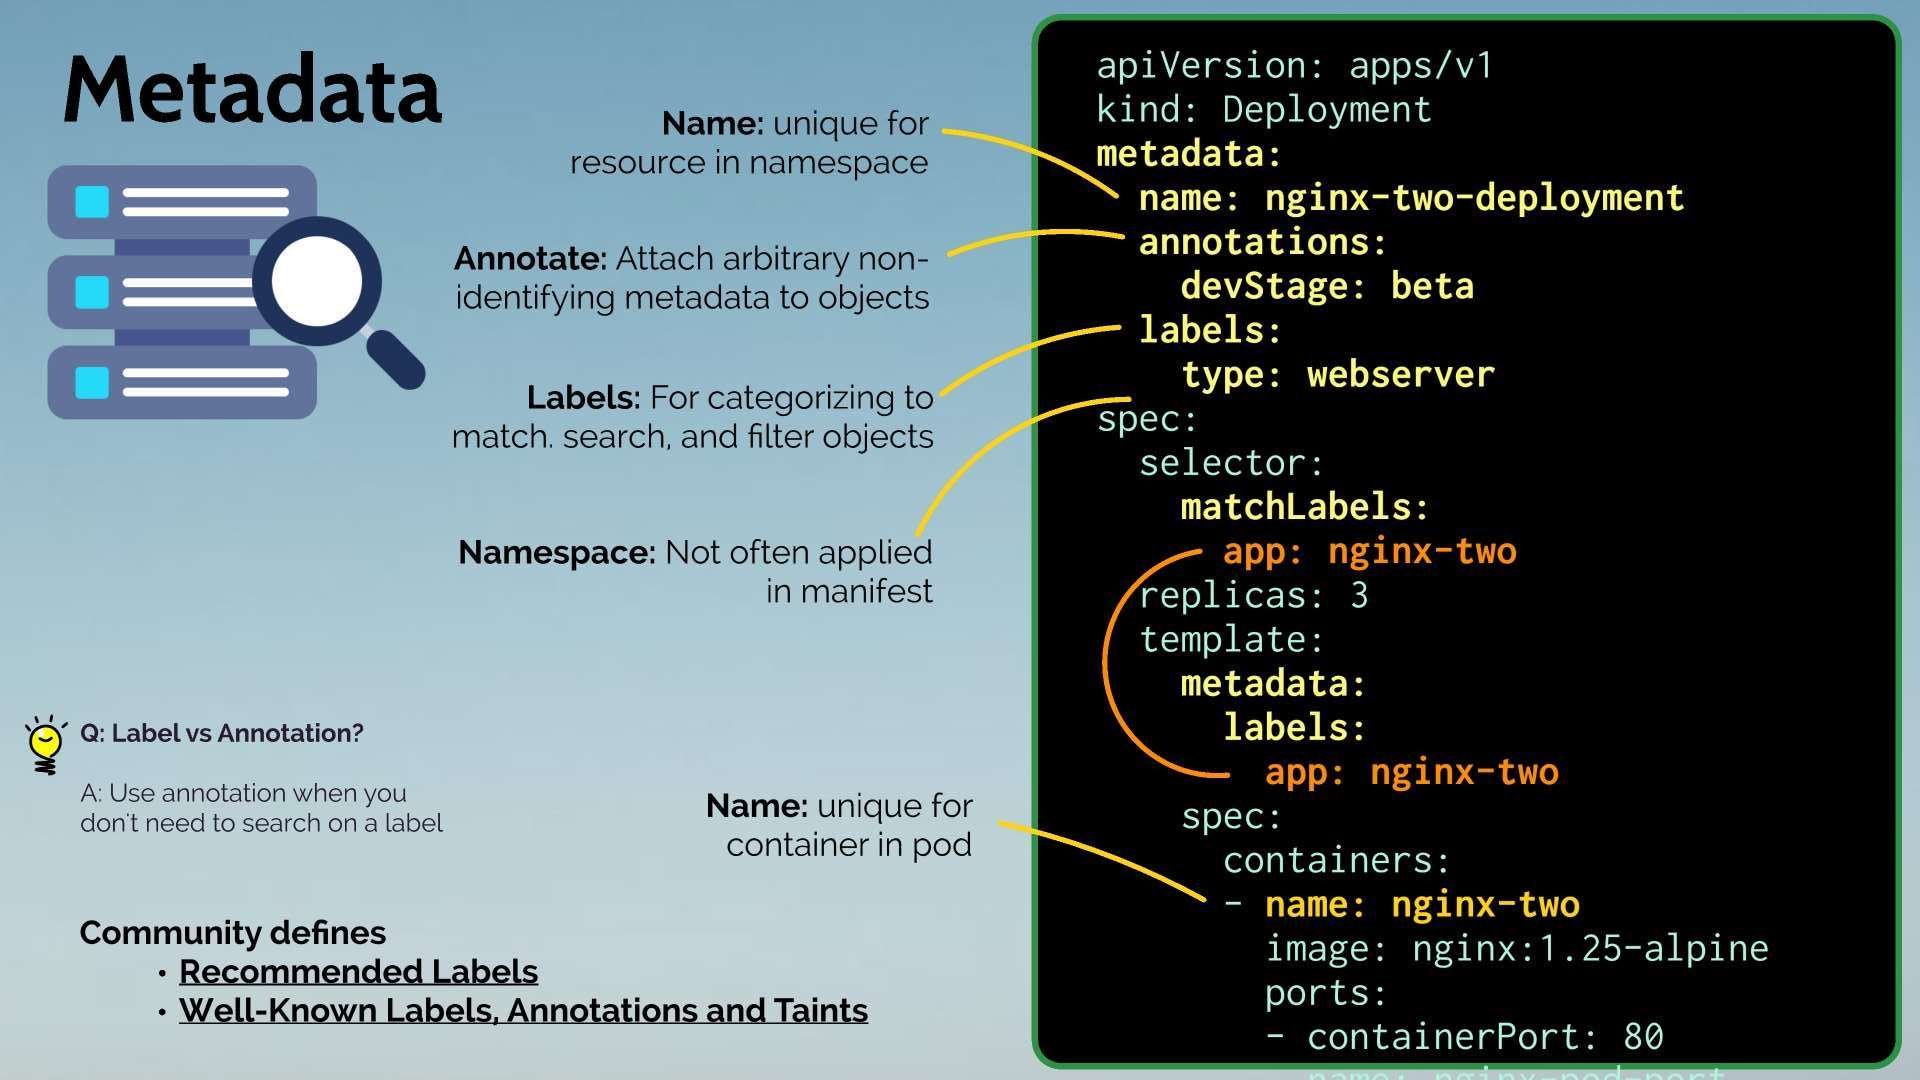 Metadata
Name: unique for
resource in namespace
Annotate: Attach arbitrary non-
identifying metadata to objects
Labels: For categorizing to
match. search, and filter objects
Namespace: Not often applied
in manifest
Q: Label vs Annotation?
A: Use annotation when you
don't need to search on a label
Name: unique for
container in pod
Community defines
• Recommended Labels
• Well-Known Labels, Annotations and Taints
apiVersion: apps/v1
kind: Deployment
metadata:
  name: nginx-two-deployment
  annotations:
    devStage: beta
  labels:
    type: webserver
spec:
  selector:
    matchLabels:
      app: nginx-two
  replicas: 3
  template:
    metadata:
      labels:
        app: nginx-two
    spec:
      containers:
      - name: nginx-two
        image: nginx:1.25-alpine
        ports:
        - containerPort: 80
          name: nginx-pod-port